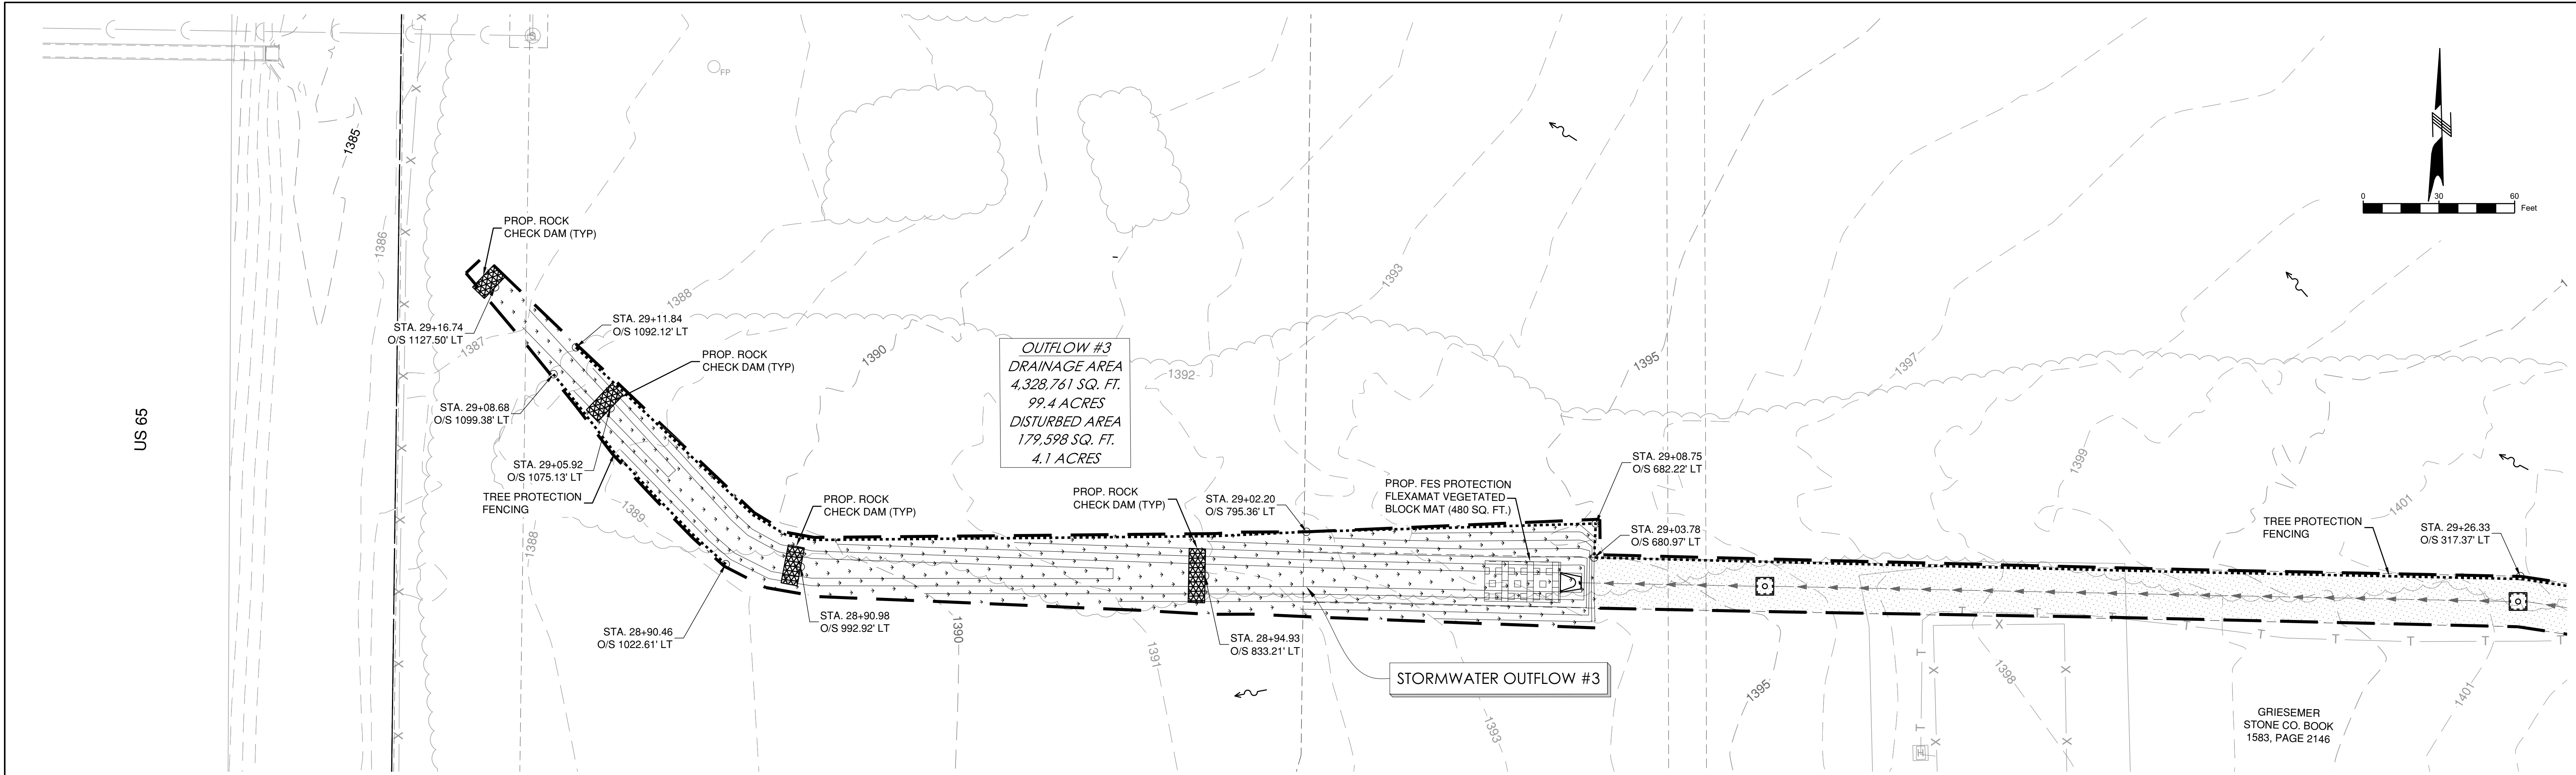 FP
1385
1386
0 30 60
Feet
PROP. ROCK
CHECK DAM (TYP)
1388
1393
STA. 29+16.74
O/S 1127.50' LT
1387
STA. 29+11.84
O/S 1092.12' LT
PROP. ROCK
CHECK DAM (TYP)
1390
OUTFLOW #3
DRAINAGE AREA
4,328,761 SQ. FT.
99.4 ACRES
DISTURBED AREA
179,598 SQ. FT.
4.1 ACRES
1392
1395
1397
US 65
STA. 29+08.68
O/S 1099.38' LT
STA. 29+05.92
O/S 1075.13' LT
TREE PROTECTION
FENCING
1389
1388
PROP. ROCK
CHECK DAM (TYP)
PROP. ROCK
CHECK DAM (TYP)
STA. 29+02.20
O/S 795.36' LT
PROP. FES PROTECTION
FLEXAMAT VEGETATED
BLOCK MAT (480 SQ. FT.)
STA. 29+08.75
O/S 682.22' LT
STA. 29+03.78
O/S 680.97' LT
1399
1401
TREE PROTECTION
FENCING
STA. 29+26.33
O/S 317.37' LT
STA. 28+90.46
O/S 1022.61' LT
STA. 28+90.98
O/S 992.92' LT
1390
1391
STA. 28+94.93
O/S 833.21' LT
STORMWATER OUTFLOW #3
1393
1395
1398
1401
GRIESEMER
STONE CO. BOOK
1583, PAGE 2146